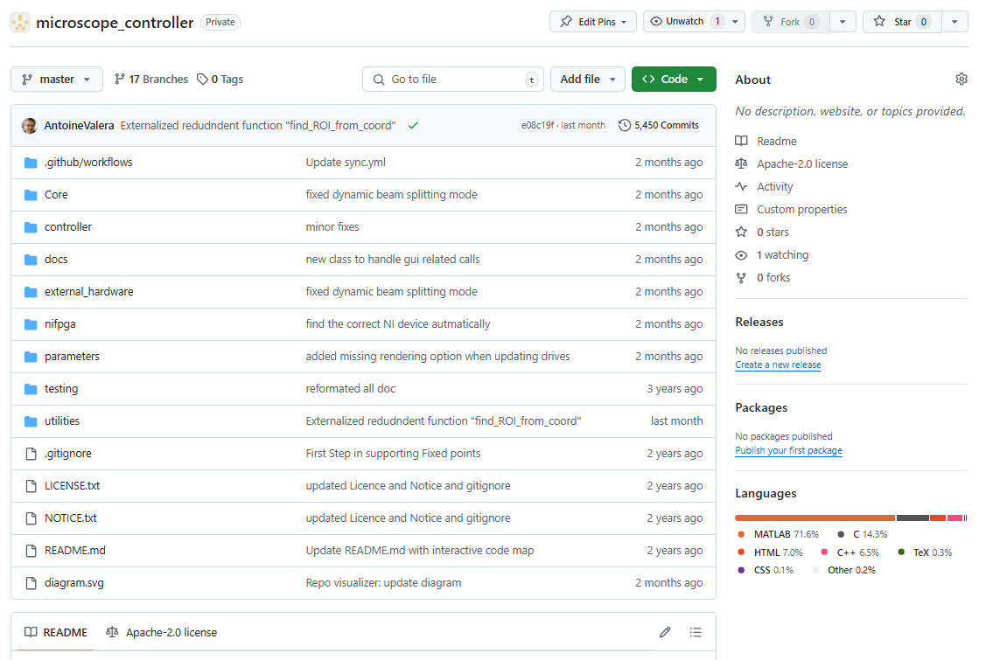 microscope_controller Private Edit Pins Unwatch 1 Fork 0 Star 0
master 17 Branches 0 Tags Go to file t Add file Code
AntoineValera Externalized redudndent function "find_ROI_from_coord" e08c19f · last month 5,450 Commits
.github/workflows Update sync.yml 2 months ago
Core fixed dynamic beam splitting mode 2 months ago
controller minor fixes 2 months ago
docs new class to handle gui related calls 2 months ago
external_hardware fixed dynamic beam splitting mode 2 months ago
nifpga find the correct NI device autmatically 2 months ago
parameters added missing rendering option when updating drives 2 months ago
testing reformated all doc 3 years ago
utilities Externalized redudndent function "find_ROI_from_coord" last month
.gitignore First Step in supporting Fixed points 2 years ago
LICENSE.txt updated Licence and Notice and gitignore 2 years ago
NOTICE.txt updated Licence and Notice and gitignore 2 years ago
README.md Update README.md with interactive code map 2 years ago
diagram.svg Repo visualizer: update diagram 2 months ago
README Apache-2.0 license
About
No description, website, or topics provided.
Readme
Apache-2.0 license
Activity
Custom properties
0 stars
1 watching
0 forks
Releases
No releases published
Create a new release
Packages
No packages published
Publish your first package
Languages
MATLAB 71.6% C 14.3%
HTML 7.0% C++ 6.5% TeX 0.3%
CSS 0.1% Other 0.2%